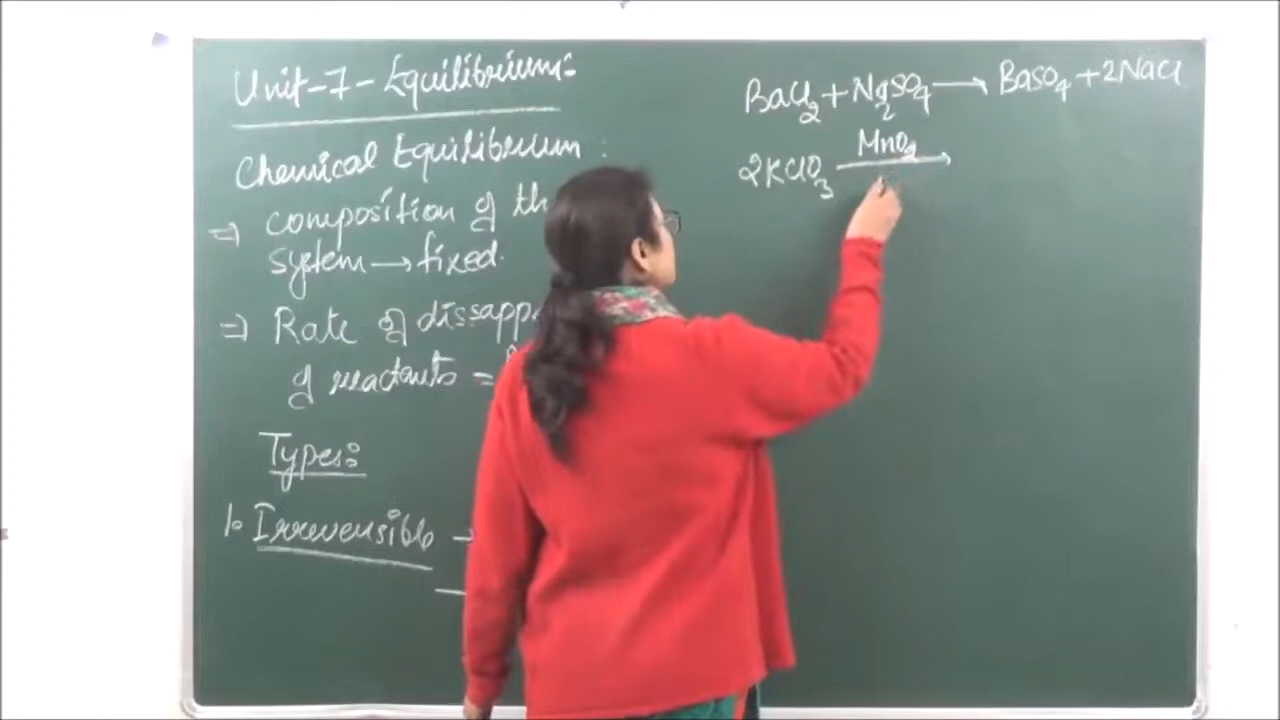 Unit-7-Equilibrium:-
Chemical Equilibrium :
⇒ composition of th
system → fixed.
⇒ Rate of dissapp
of reactants =
Types:-
1. Irreversible →
BaCl₂ + Na₂SO₄ → BaSO₄ + 2NaCl
MnO₂
2KClO₃ →